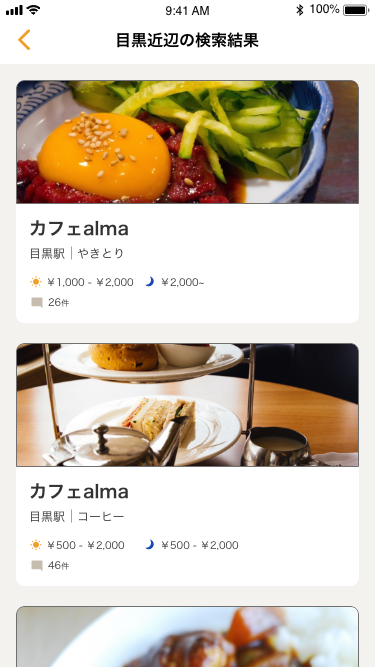 9:41 AM
100%
目黒近辺の検索結果
カフェalma
目黒駅｜やきとり
¥1,000 - ¥2,000 ¥2,000~
26件
カフェalma
目黒駅｜コーヒー
¥500 - ¥2,000 ¥500 - ¥2,000
46件